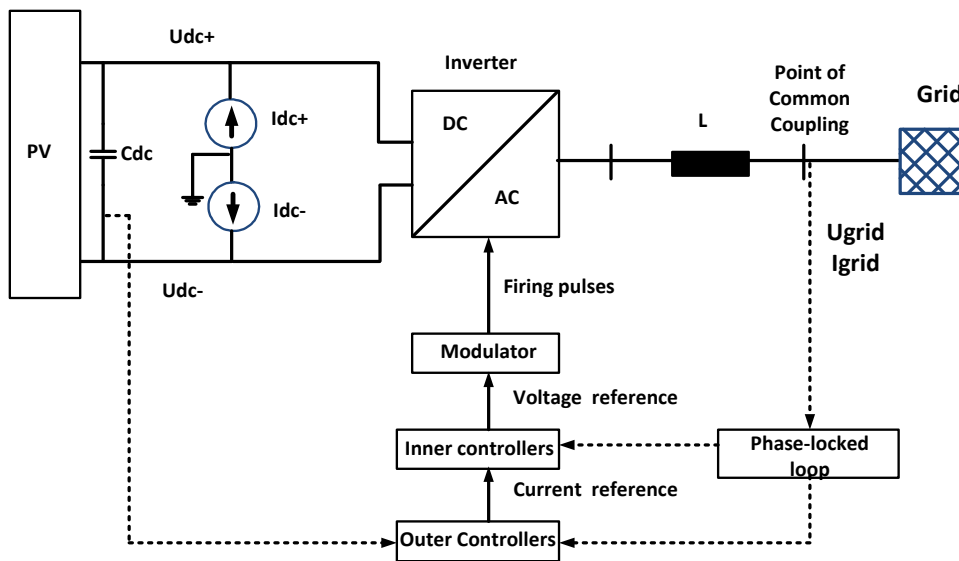 Udc+
Inverter
Point of
Common
Coupling
Grid
PV
Cdc
Idc+
Idc-
DC
AC
L
Ugrid
Igrid
Udc-
Firing pulses
Modulator
Voltage reference
Inner controllers
Phase-locked
loop
Current reference
Outer Controllers